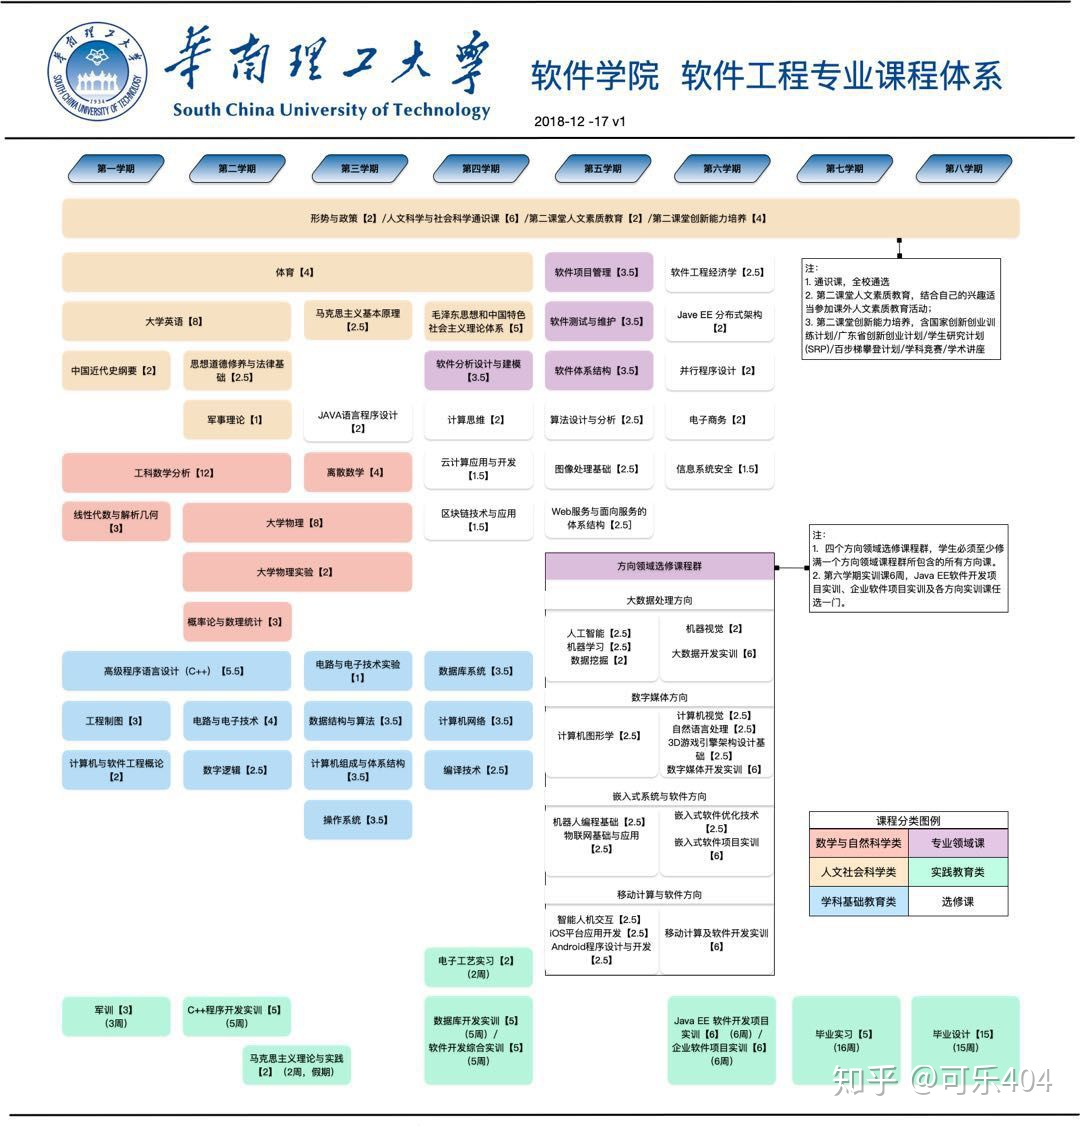 華南理工大學
South China University of Technology
软件学院 软件工程专业课程体系
2018-12 -17 v1
华南理工大学
SOUTH CHINA UNIVERSITY OF TECHNOLOGY
1934
第一学期
第二学期
第三学期
第四学期
第五学期
第六学期
第七学期
第八学期
形势与政策【2】/人文科学与社会科学通识课【6】/第二课堂人文素质教育【2】/第二课堂创新能力培养【4】
体育【4】
软件项目管理【3.5】
软件工程经济学【2.5】
注:
1. 通识课，全校通选
2. 第二课堂人文素质教育，结合自己的兴趣适
当参加课外人文素质教育活动;
3. 第二课堂创新能力培养，含国家创新创业训
练计划/广东省创新创业计划/学生研究计划
(SRP)/百步梯攀登计划/学科竞赛/学术讲座
大学英语【8】
马克思主义基本原理
【2.5】
毛泽东思想和中国特色
社会主义理论体系【5】
软件测试与维护【3.5】
Jave EE 分布式架构
【2】
中国近代史纲要【2】
思想道德修养与法律基
础【2.5】
软件分析设计与建模
【3.5】
软件体系结构【3.5】
并行程序设计【2】
军事理论【1】
JAVA语言程序设计
【2】
计算思维【2】
算法设计与分析【2.5】
电子商务【2】
工科数学分析【12】
离散数学【4】
云计算应用与开发
【1.5】
图像处理基础【2.5】
信息系统安全【1.5】
线性代数与解析几何
【3】
大学物理【8】
区块链技术与应用
【1.5】
Web服务与面向服务的
体系结构【2.5】
大学物理实验【2】
概率论与数理统计【3】
方向领域选修课程群
注:
1. 四个方向领域选修课程群，学生必须至少修
满一个方向领域课程群所包含的所有方向课。
2. 第六学期实训课6周，Java EE软件开发项
目实训、企业软件项目实训及各方向实训课任
选一门。
大数据处理方向
人工智能【2.5】
机器学习【2.5】
数据挖掘【2】
机器视觉【2】
大数据开发实训【6】
高级程序语言设计（C++）【5.5】
电路与电子技术实验
【1】
数据库系统【3.5】
数字媒体方向
计算机图形学【2.5】
计算机视觉【2.5】
自然语言处理【2.5】
3D游戏引擎架构设计基
础【2.5】
数字媒体开发实训【6】
工程制图【3】
电路与电子技术【4】
数据结构与算法【3.5】
计算机网络【3.5】
计算机与软件工程概论
【2】
数字逻辑【2.5】
计算机组成与体系结构
【3.5】
编译技术【2.5】
操作系统【3.5】
嵌入式系统与软件方向
机器人编程基础【2.5】
物联网基础与应用
【2.5】
嵌入式软件优化技术
【2.5】
嵌入式软件项目实训
【6】
课程分类图例
数学与自然科学类
专业领域课
人文社会科学类
实践教育类
学科基础教育类
选修课
移动计算与软件方向
智能人机交互【2.5】
iOS平台应用开发【2.5】
Android程序设计与开发
【2.5】
移动计算及软件开发实训
【6】
电子工艺实习【2】
（2周）
军训【3】
（3周）
C++程序开发实训【5】
（5周）
数据库开发实训【5】
（5周）/
软件开发综合实训【5】
（5周）
Java EE 软件开发项目
实训【6】（6周）/
企业软件项目实训【6】
（6周）
毕业实习【5】
（16周）
毕业设计【15】
（15周）
马克思主义理论与实践
【2】（2周，假期）
知乎 @可乐404